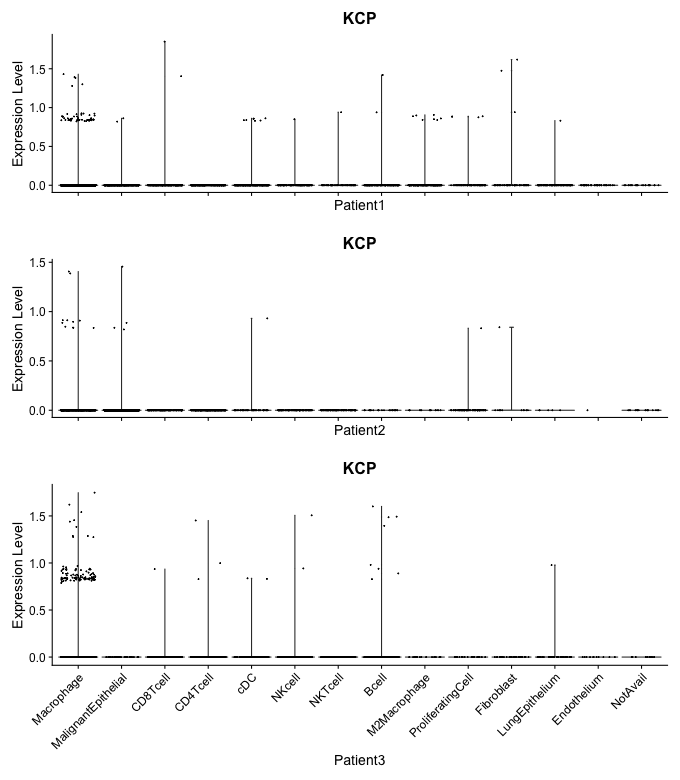 KCP
Expression Level
1.5
1.0
0.5
0.0
Patient1
KCP
Expression Level
1.5
1.0
0.5
0.0
Patient2
KCP
Expression Level
1.5
1.0
0.5
0.0
Macrophage
MalignantEpithelial
CD8Tcell
CD4Tcell
cDC
NKcell
NKTcell
Bcell
M2Macrophage
ProliferatingCell
Fibroblast
LungEpithelium
Endothelium
NotAvail
Patient3